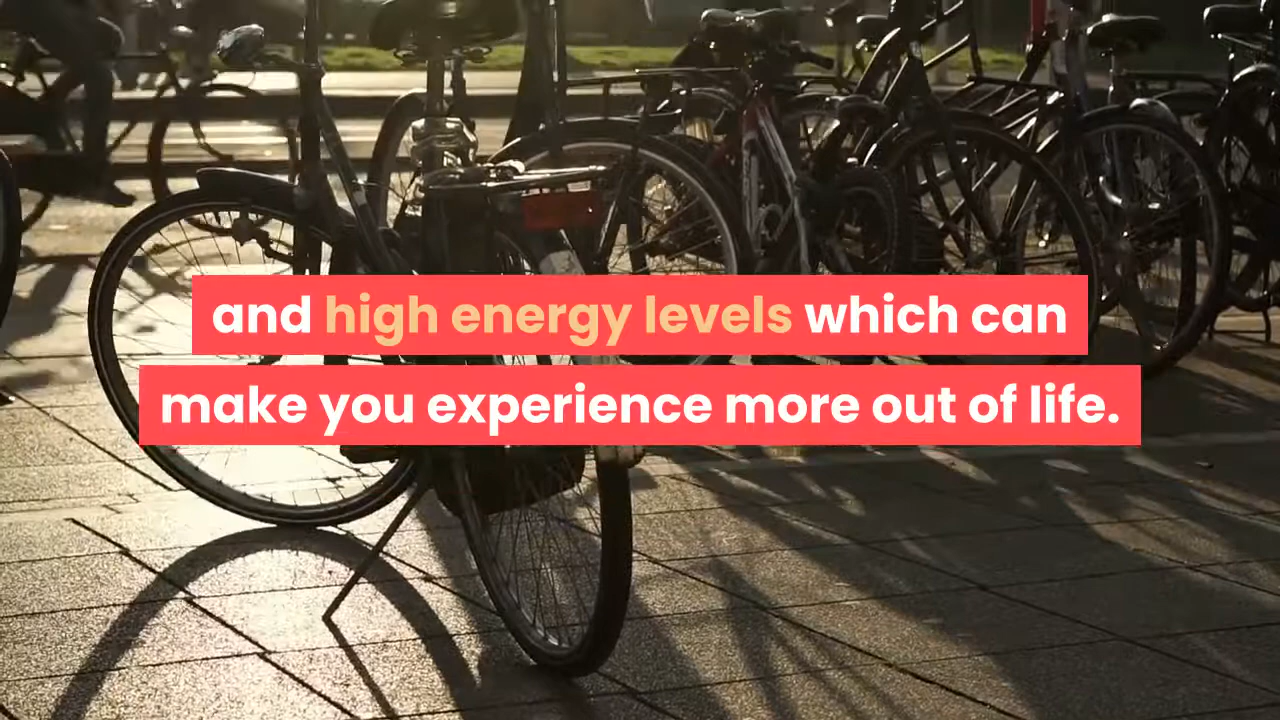 and high energy levels which can
make you experience more out of life.